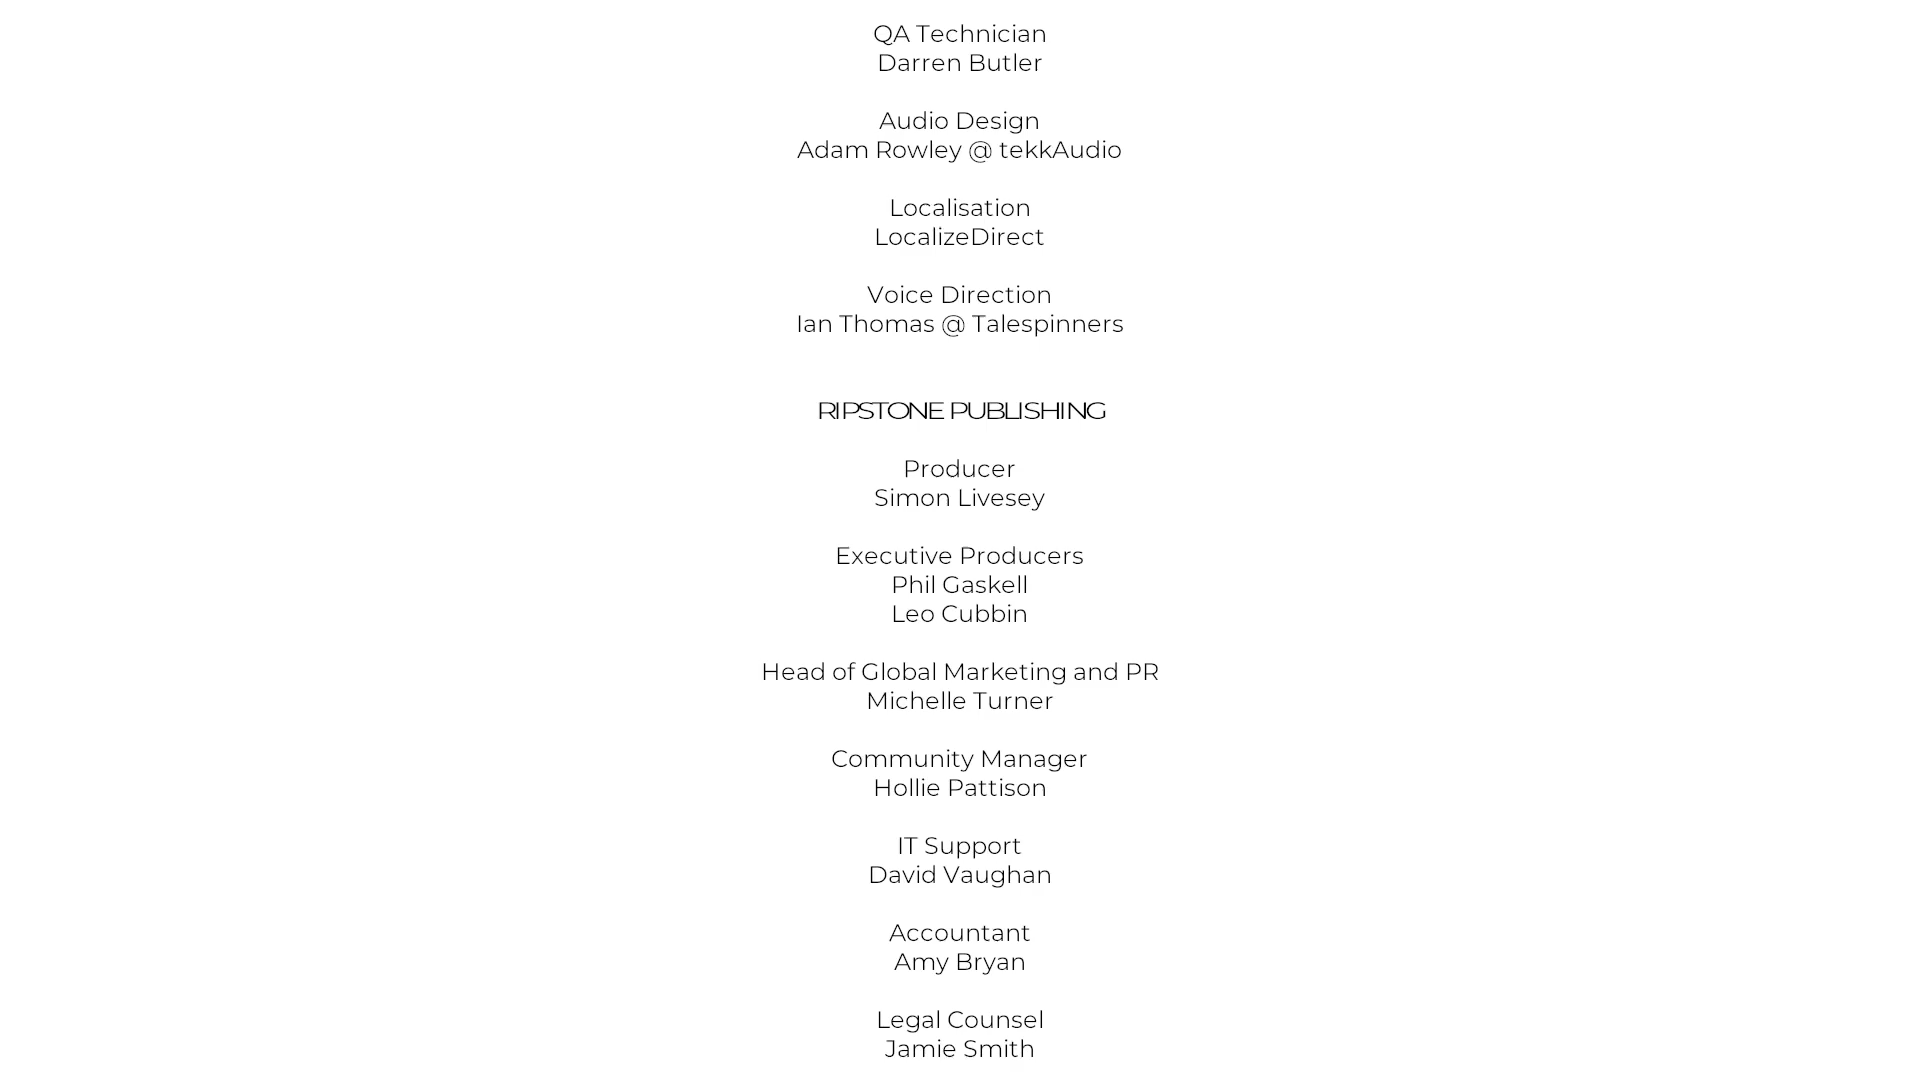 QA Technician
Darren Butler
Audio Design
Adam Rowley @ tekkAudio
Localisation
LocalizeDirect
Voice Direction
Ian Thomas @ Talespinners
RIPSTONE PUBLISHING
Producer
Simon Livesey
Executive Producers
Phil Gaskell
Leo Cubbin
Head of Global Marketing and PR
Michelle Turner
Community Manager
Hollie Pattison
IT Support
David Vaughan
Accountant
Amy Bryan
Legal Counsel
Jamie Smith